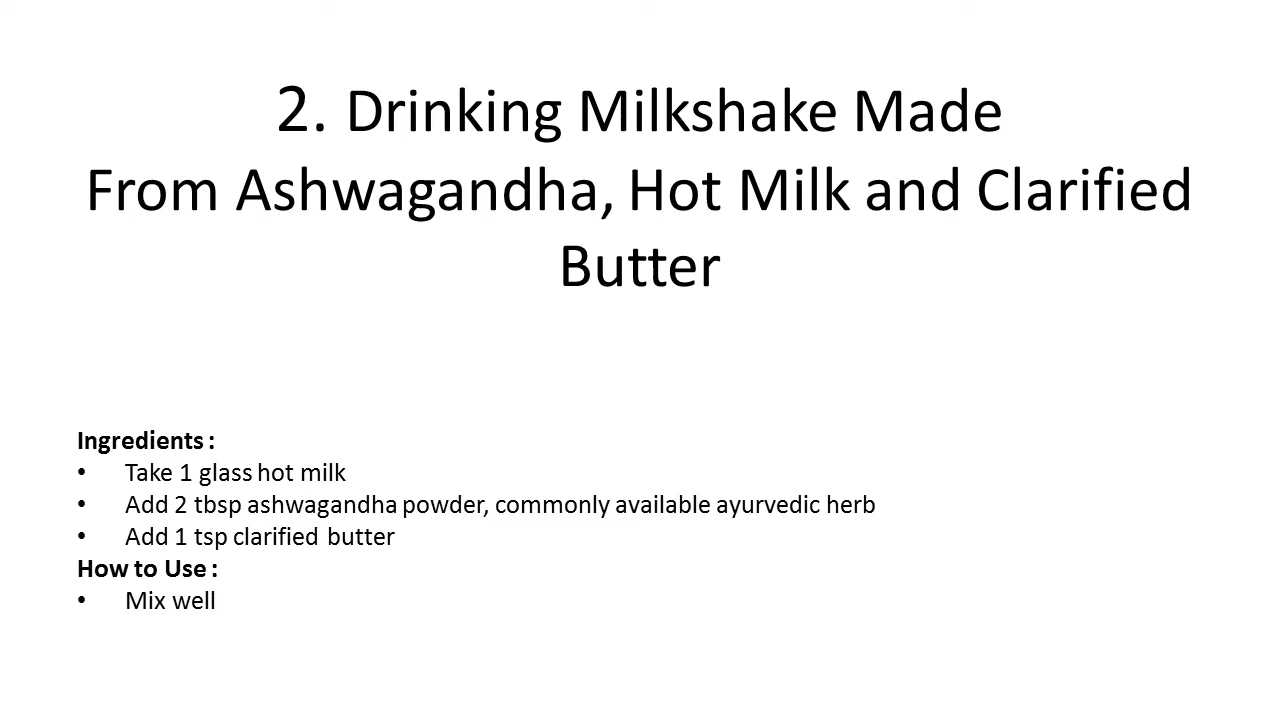 2. Drinking Milkshake Made
From Ashwagandha, Hot Milk and Clarified
Butter
Ingredients :
• Take 1 glass hot milk
• Add 2 tbsp ashwagandha powder, commonly available ayurvedic herb
• Add 1 tsp clarified butter
How to Use :
• Mix well